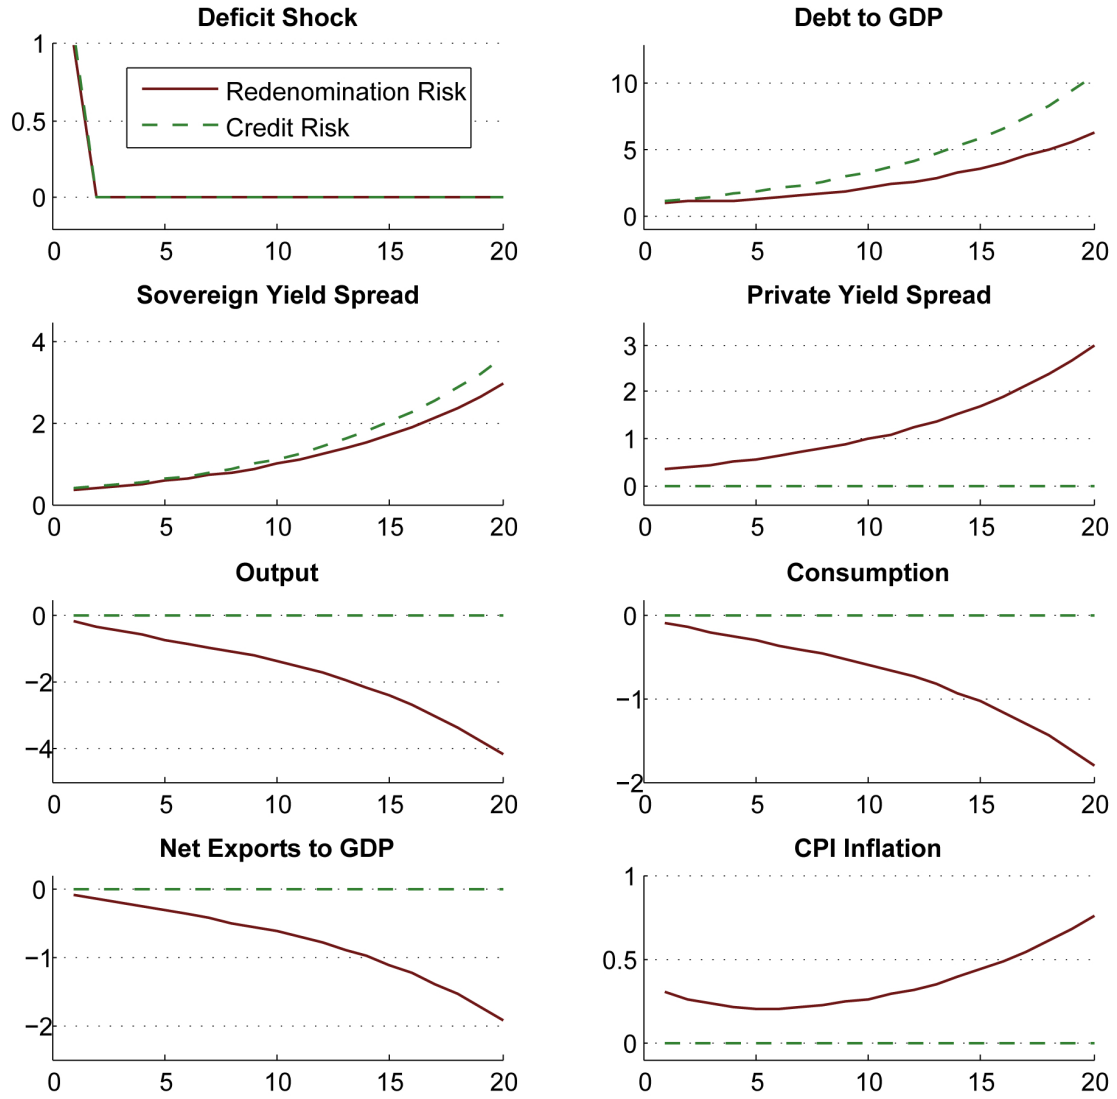 Deficit Shock
1
0.5
0
Redenomination Risk
Credit Risk
0 5 10 15 20
Debt to GDP
10
5
0
0 5 10 15 20
Sovereign Yield Spread
4
2
0
0 5 10 15 20
Private Yield Spread
3
2
1
0
0 5 10 15 20
Output
0
−2
−4
0 5 10 15 20
Consumption
0
−1
−2
0 5 10 15 20
Net Exports to GDP
0
−1
−2
0 5 10 15 20
CPI Inflation
1
0.5
0
0 5 10 15 20